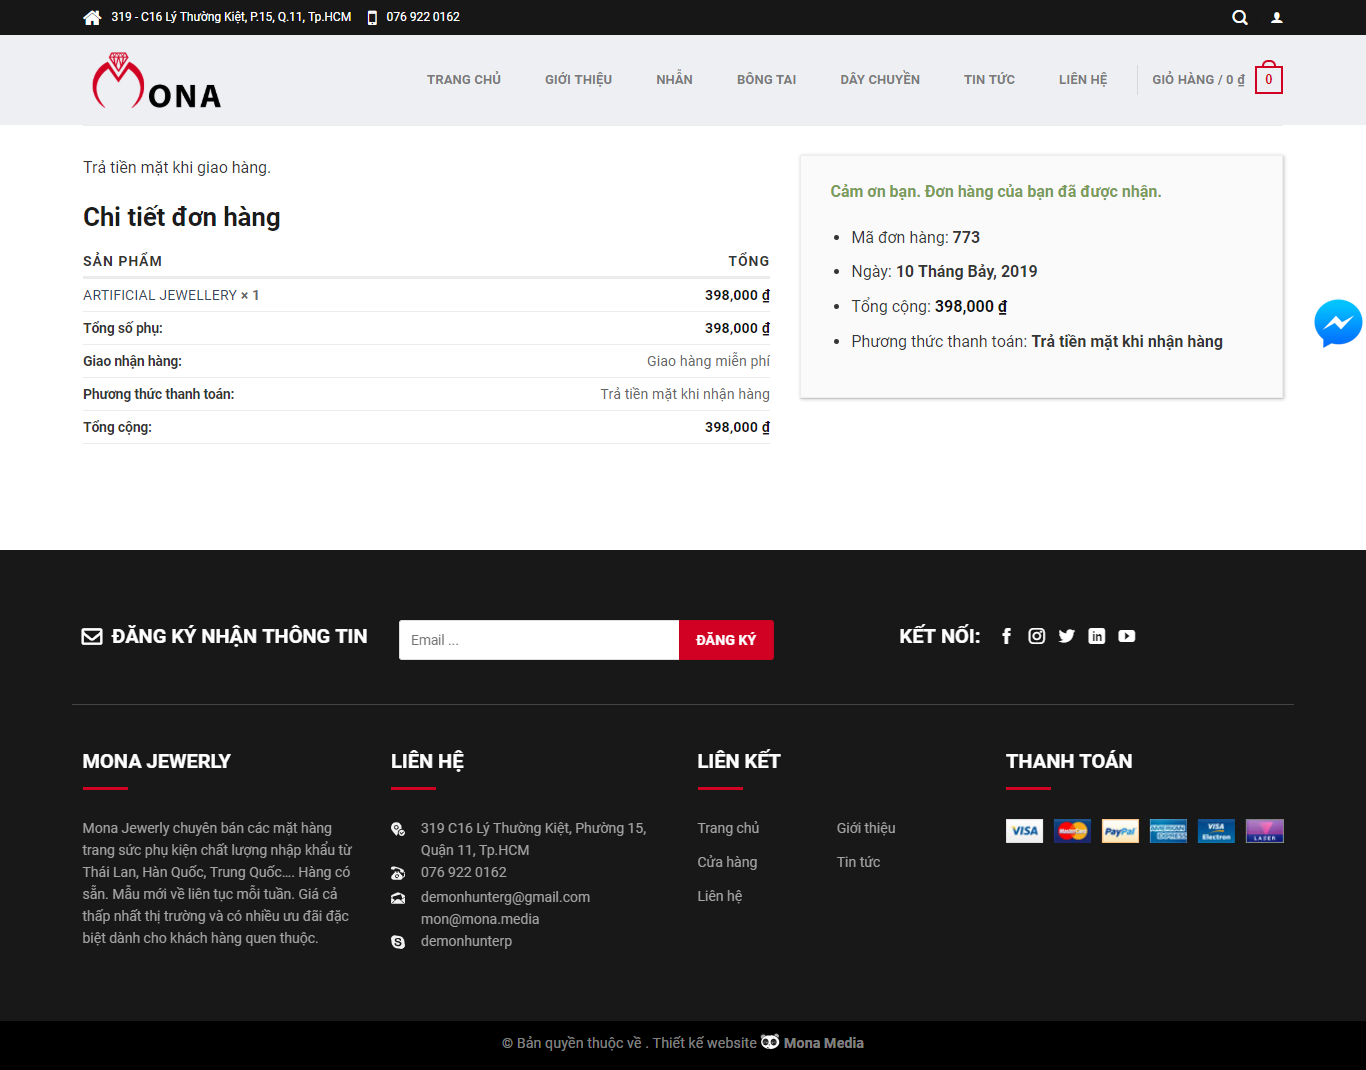 319 - C16 Lý Thường Kiệt, P.15, Q.11, Tp.HCM 076 922 0162
MONA TRANG CHỦ GIỚI THIỆU NHẪN BÔNG TAI DÂY CHUYỀN TIN TỨC LIÊN HỆ GIỎ HÀNG / 0 ₫ 0
Trả tiền mặt khi giao hàng.
Chi tiết đơn hàng
SẢN PHẨM TỔNG
ARTIFICIAL JEWELLERY × 1 398,000 ₫
Tổng số phụ: 398,000 ₫
Giao nhận hàng: Giao hàng miễn phí
Phương thức thanh toán: Trả tiền mặt khi nhận hàng
Tổng cộng: 398,000 ₫
Cảm ơn bạn. Đơn hàng của bạn đã được nhận.
Mã đơn hàng: 773
Ngày: 10 Tháng Bảy, 2019
Tổng cộng: 398,000 ₫
Phương thức thanh toán: Trả tiền mặt khi nhận hàng
ĐĂNG KÝ NHẬN THÔNG TIN Email ... ĐĂNG KÝ KẾT NỐI:
MONA JEWERLY
Mona Jewerly chuyên bán các mặt hàng
trang sức phụ kiện chất lượng nhập khẩu từ
Thái Lan, Hàn Quốc, Trung Quốc.... Hàng có
sẵn. Mẫu mới về liên tục mỗi tuần. Giá cả
thấp nhất thị trường và có nhiều ưu đãi đặc
biệt dành cho khách hàng quen thuộc.
LIÊN HỆ
319 C16 Lý Thường Kiệt, Phường 15,
Quận 11, Tp.HCM
076 922 0162
demonhunterg@gmail.com
mon@mona.media
demonhunterp
LIÊN KẾT
Trang chủ Giới thiệu
Cửa hàng Tin tức
Liên hệ
THANH TOÁN
VISA MasterCard PayPal AMERICAN EXPRESS VISA Electron LASER
© Bản quyền thuộc về . Thiết kế website Mona Media